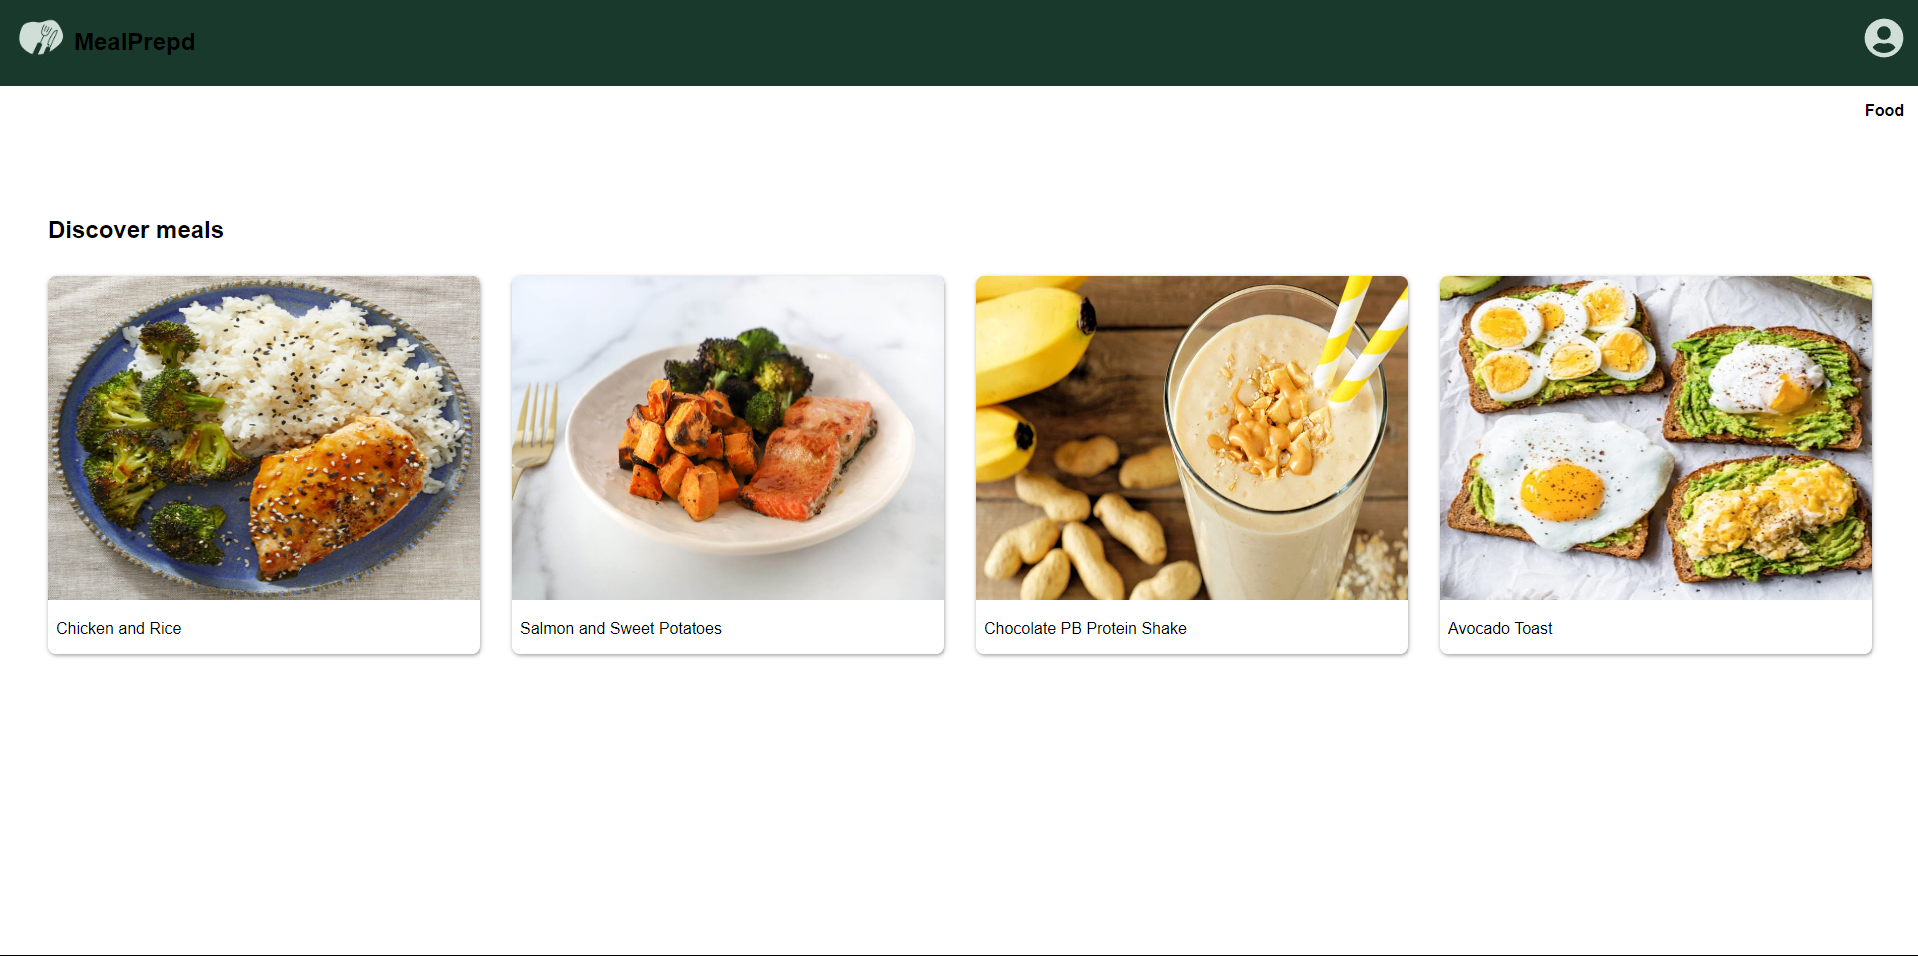 MealPrepd
Food
Discover meals
Chicken and Rice
Salmon and Sweet Potatoes
Chocolate PB Protein Shake
Avocado Toast